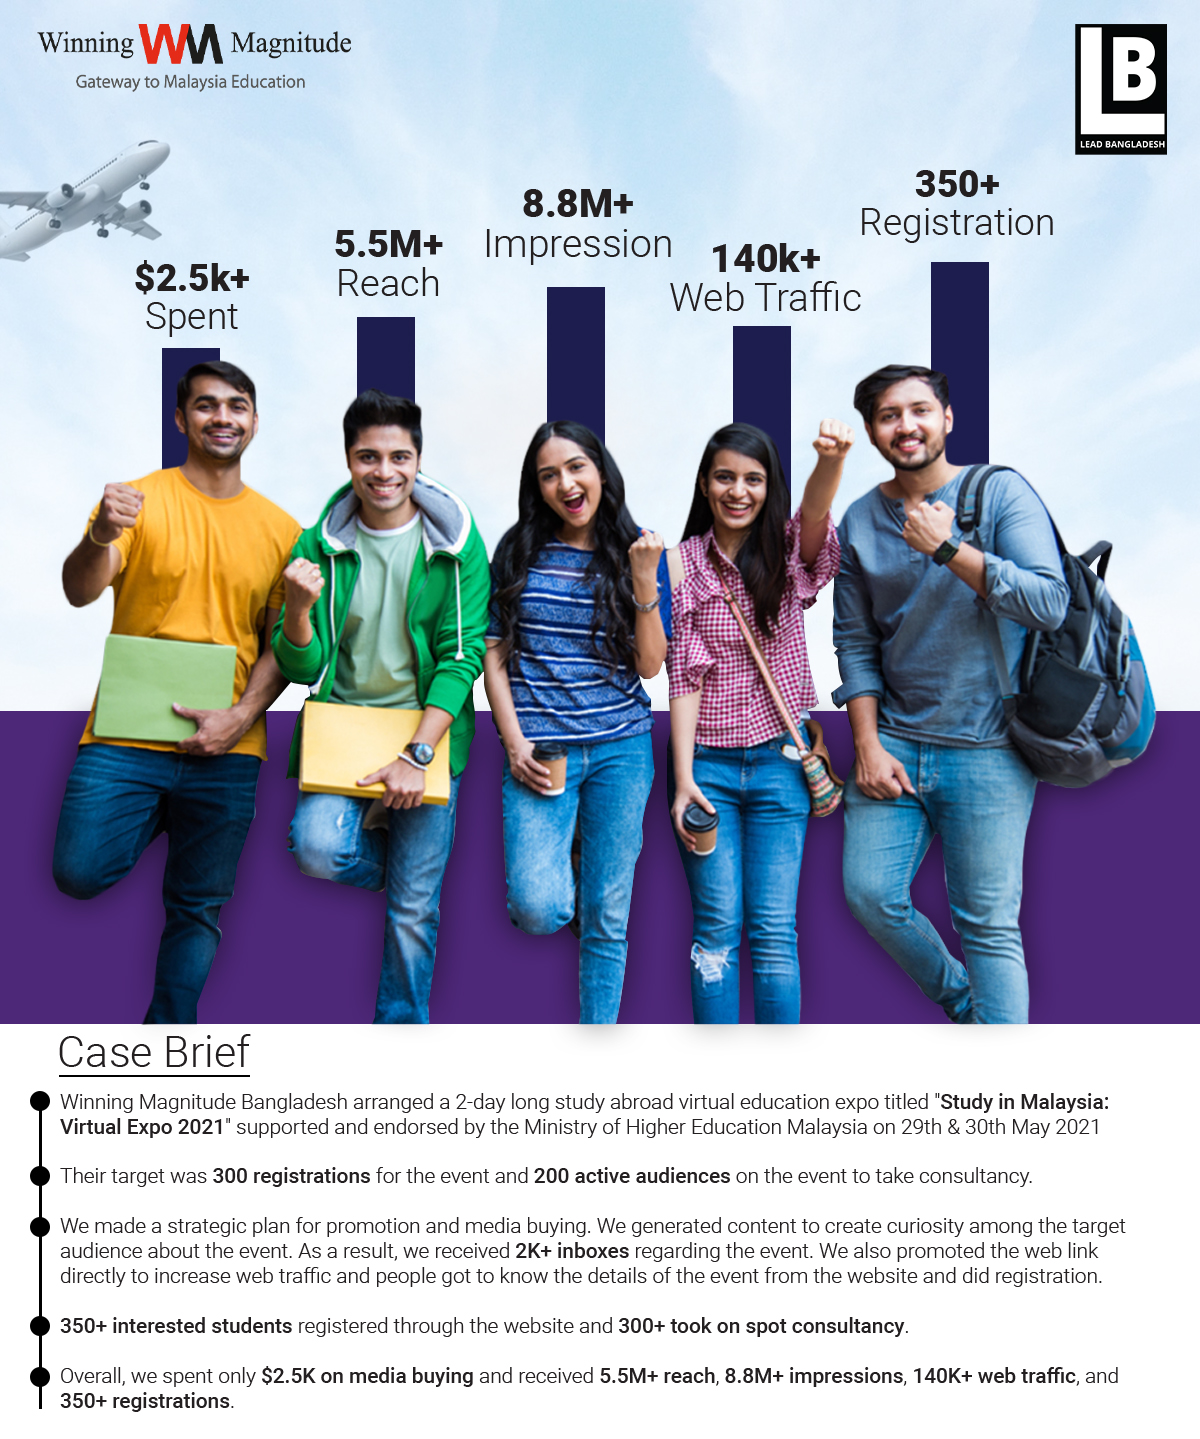 Winning WM Magnitude
Gateway to Malaysia Education
LB
LEAD BANGLADESH
$2.5k+
Spent
5.5M+
Reach
8.8M+
Impression
140k+
Web Traffic
350+
Registration
Case Brief
Winning Magnitude Bangladesh arranged a 2-day long study abroad virtual education expo titled "Study in Malaysia:
Virtual Expo 2021" supported and endorsed by the Ministry of Higher Education Malaysia on 29th & 30th May 2021
Their target was 300 registrations for the event and 200 active audiences on the event to take consultancy.
We made a strategic plan for promotion and media buying. We generated content to create curiosity among the target
audience about the event. As a result, we received 2K+ inboxes regarding the event. We also promoted the web link
directly to increase web traffic and people got to know the details of the event from the website and did registration.
350+ interested students registered through the website and 300+ took on spot consultancy.
Overall, we spent only $2.5K on media buying and received 5.5M+ reach, 8.8M+ impressions, 140K+ web traffic, and
350+ registrations.